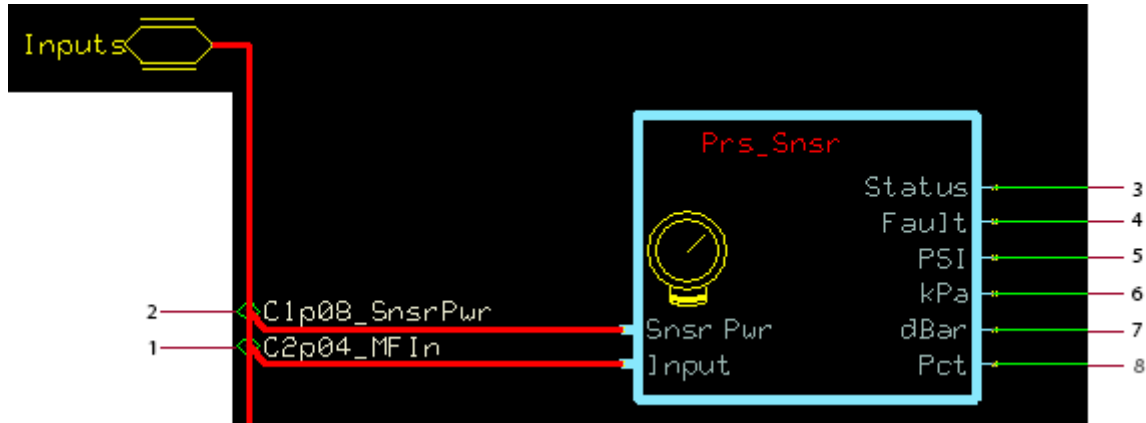 Inputs
Prs_Snsr
Status
3
Fault
4
PSI
5
kPa
6
2
C1p08_SnsrPwr
Snsr Pwr
dBar
7
1
C2p04_MFIn
Input
Pct
8